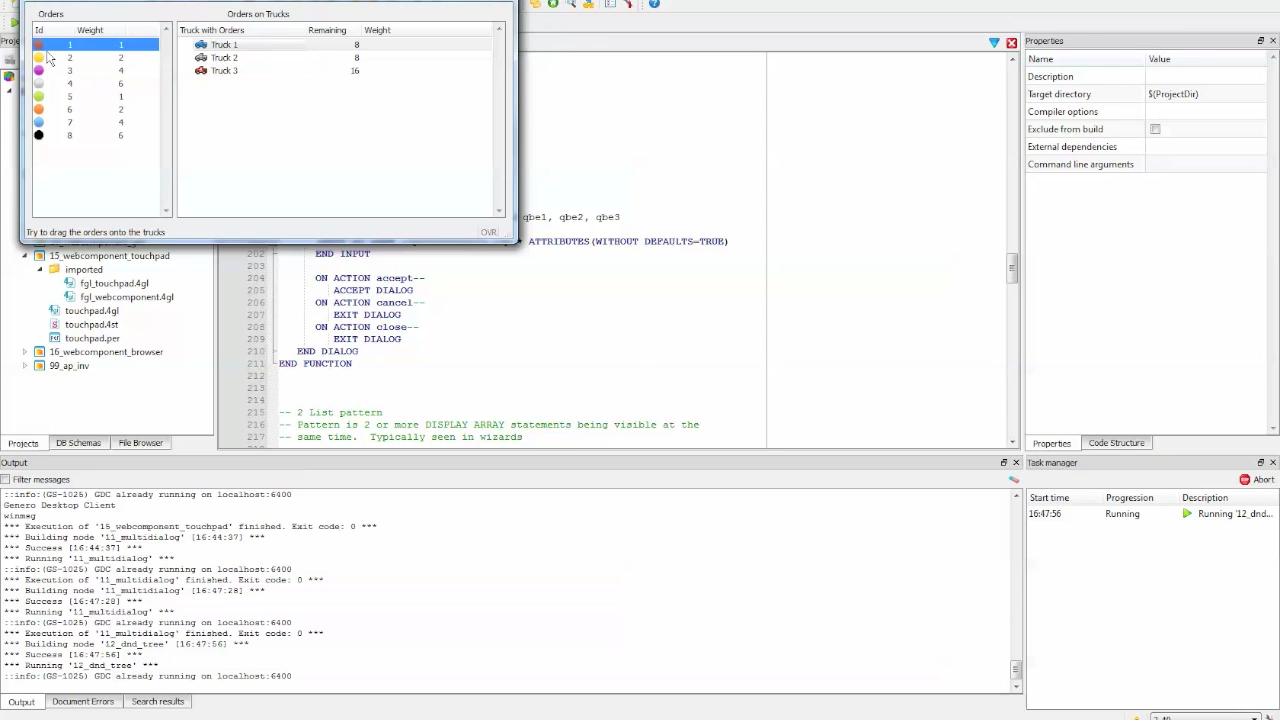 Orders
Orders on Trucks
Id Weight
Truck with Orders Remaining Weight
1 1
2 2
3 4
4 6
5 1
6 2
7 4
8 6
Truck 1 8
Truck 2 8
Truck 3 16
Try to drag the orders onto the trucks
OVR
15_webcomponent_touchpad
imported
fgl_touchpad.4gl
fgl_webcomponent.4gl
touchpad.4gl
touchpad.4st
touchpad.per
16_webcomponent_browser
99_ap_inv
Projects DB Schemas File Browser
qbe1, qbe2, qbe3
ATTRIBUTES(WITHOUT DEFAULTS=TRUE)
202 END INPUT
203
204 ON ACTION accept--
205 ACCEPT DIALOG
206 ON ACTION cancel--
207 EXIT DIALOG
208 ON ACTION close--
209 EXIT DIALOG
210 END DIALOG
211 END FUNCTION
212
213
214
215 -- 2 List pattern
216 -- Pattern is 2 or more DISPLAY ARRAY statements being visible at the
217 -- same time. Typically seen in wizards
Properties
Name Value
Description
Target directory $(ProjectDir)
Compiler options
Exclude from build
External dependencies
Command line arguments
Properties Code Structure
Output
Filter messages
::info:(GS-1025) GDC already running on localhost:6400
Genero Desktop Client
winmsg
*** Execution of '15_webcomponent_touchpad' finished. Exit code: 0 ***
*** Building node '11_multidialog' [16:44:37] ***
*** Success [16:44:37] ***
*** Running '11_multidialog' ***
::info:(GS-1025) GDC already running on localhost:6400
*** Execution of '11_multidialog' finished. Exit code: 0 ***
*** Building node '11_multidialog' [16:47:28] ***
*** Success [16:47:28] ***
*** Running '11_multidialog' ***
::info:(GS-1025) GDC already running on localhost:6400
*** Execution of '11_multidialog' finished. Exit code: 0 ***
*** Building node '12_dnd_tree' [16:47:56] ***
*** Success [16:47:56] ***
*** Running '12_dnd_tree' ***
::info:(GS-1025) GDC already running on localhost:6400
Output Document Errors Search results
Task manager
Abort
Start time Progression Description
16:47:56 Running Running '12_dnd...